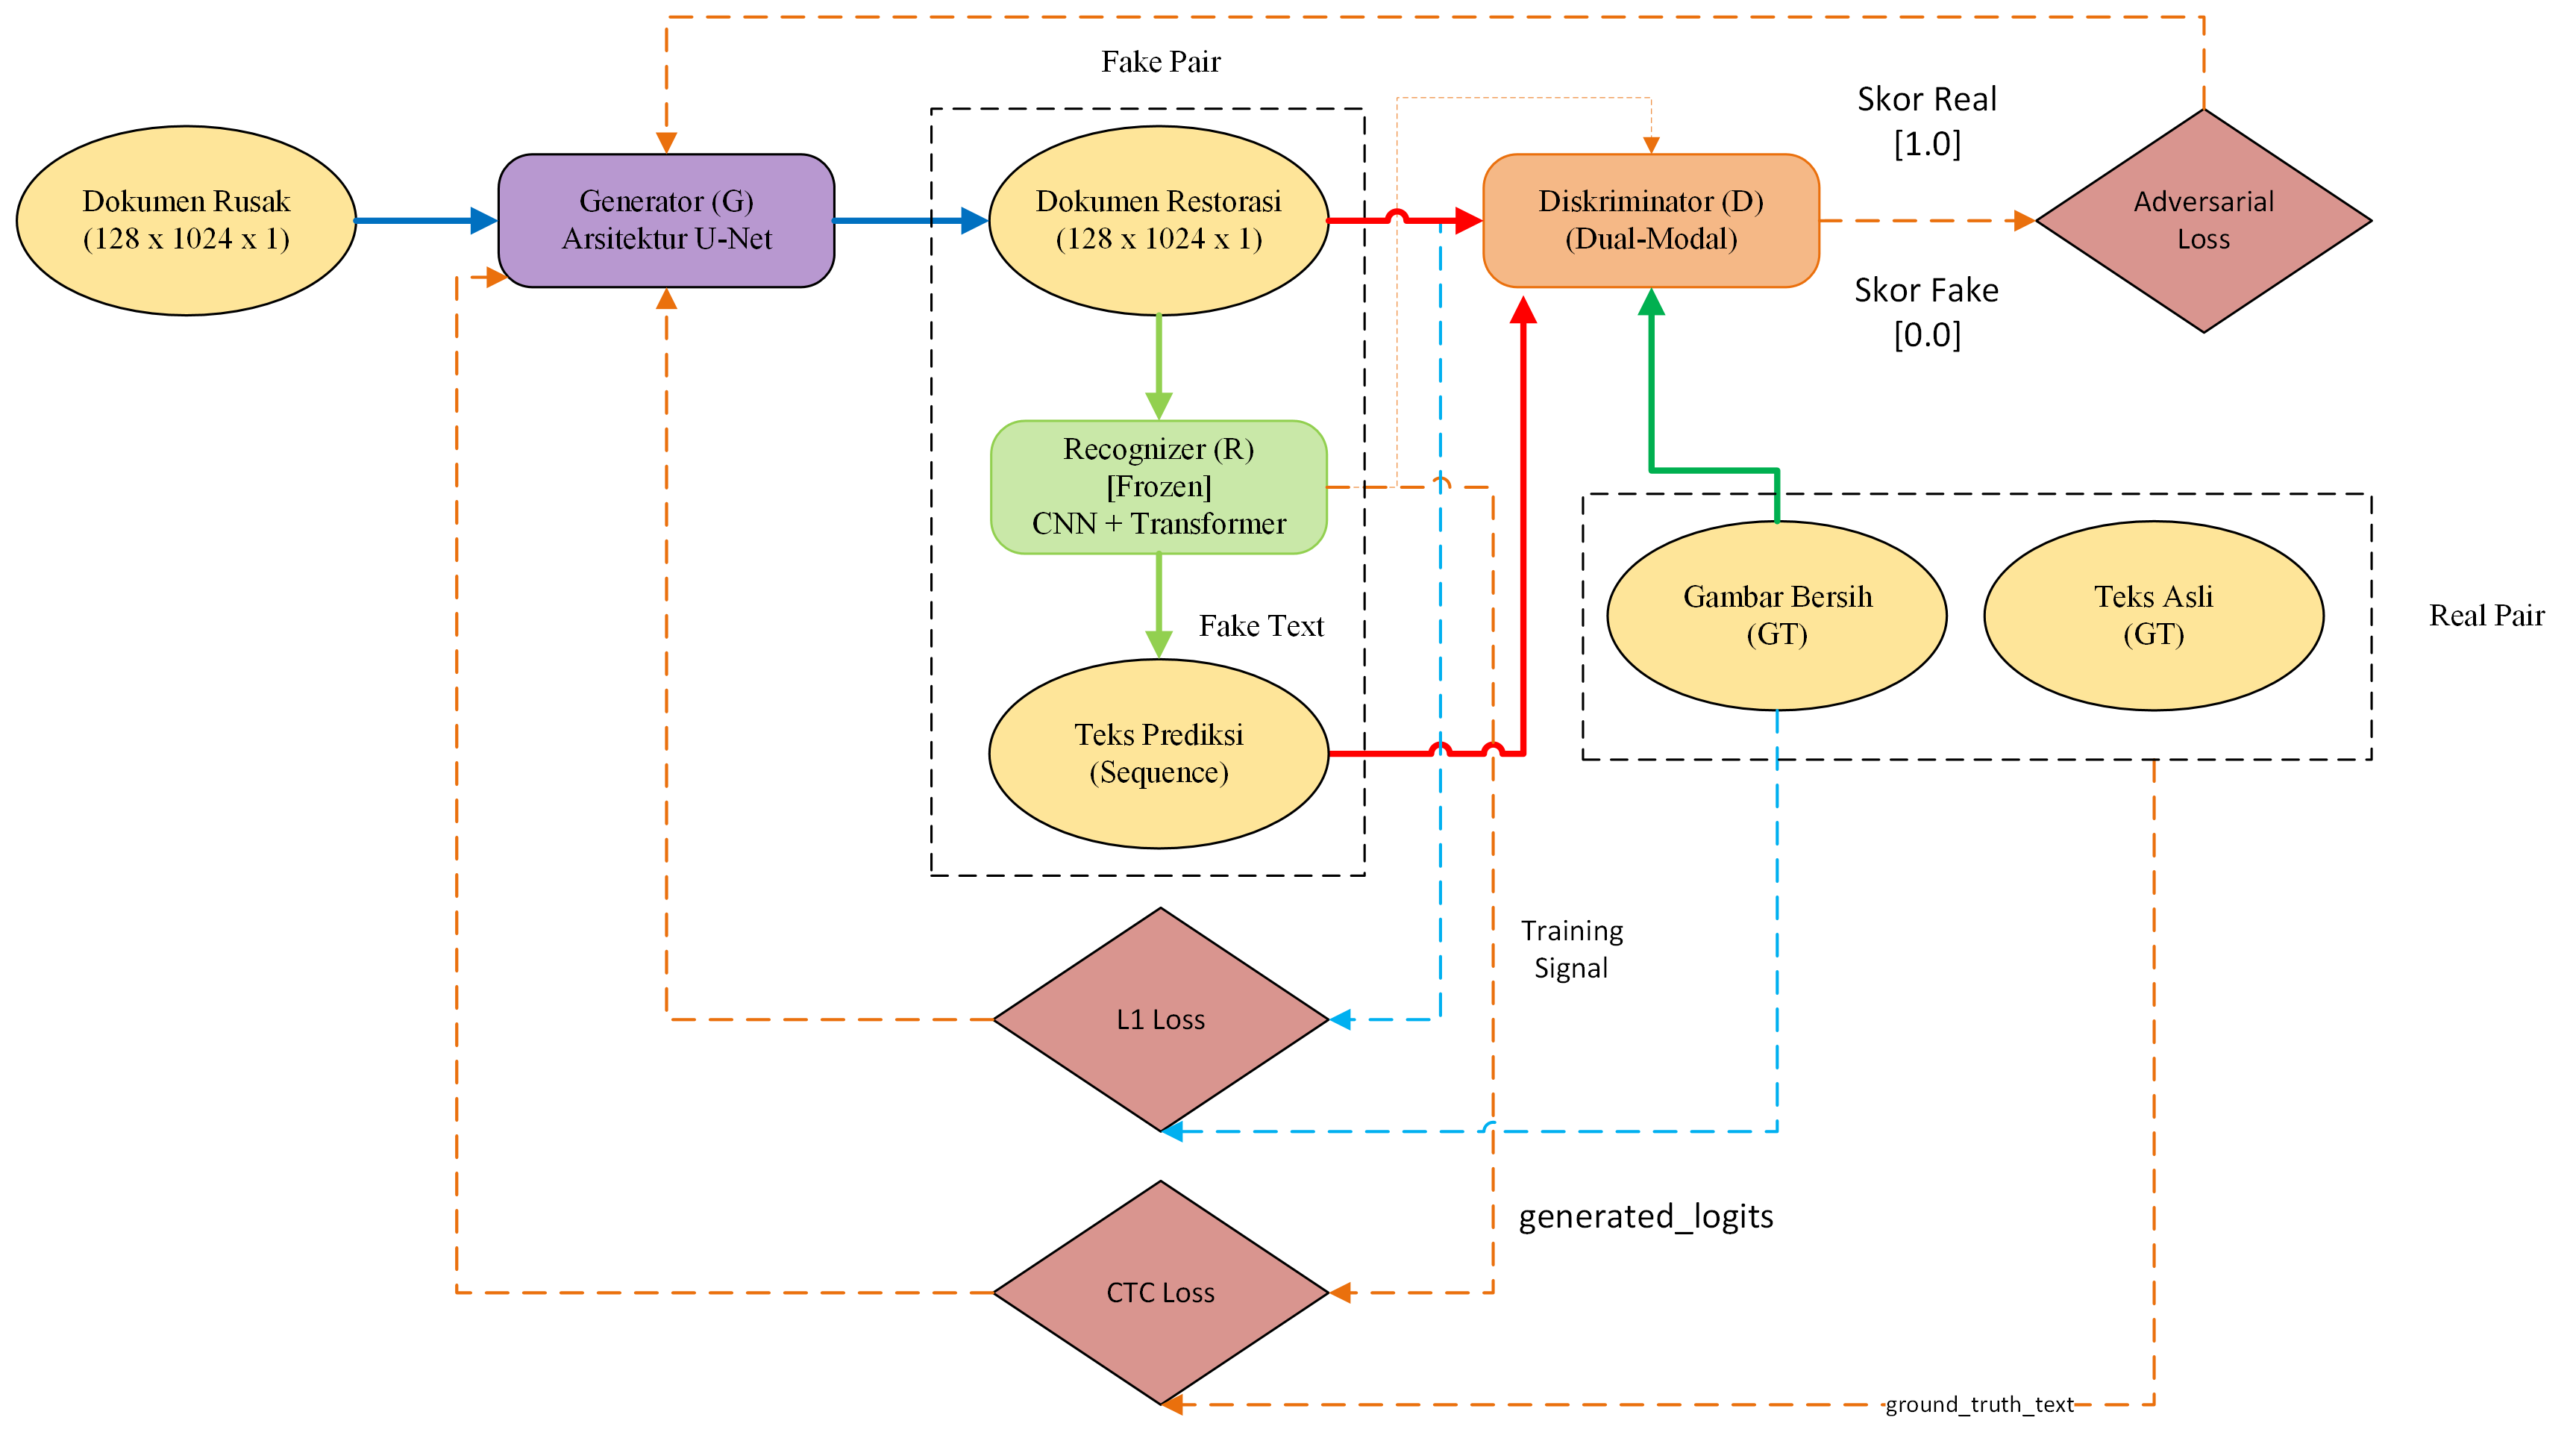 Fake Pair
Dokumen Rusak
(128 x 1024 x 1)
Generator (G)
Arsitektur U-Net
Dokumen Restorasi
(128 x 1024 x 1)
Diskriminator (D)
(Dual-Modal)
Skor Real
[1.0]
Adversarial
Loss
Skor Fake
[0.0]
Recognizer (R)
[Frozen]
CNN + Transformer
Fake Text
Gambar Bersih
(GT)
Teks Asli
(GT)
Real Pair
Teks Prediksi
(Sequence)
Training
Signal
L1 Loss
generated_logits
CTC Loss
ground_truth_text